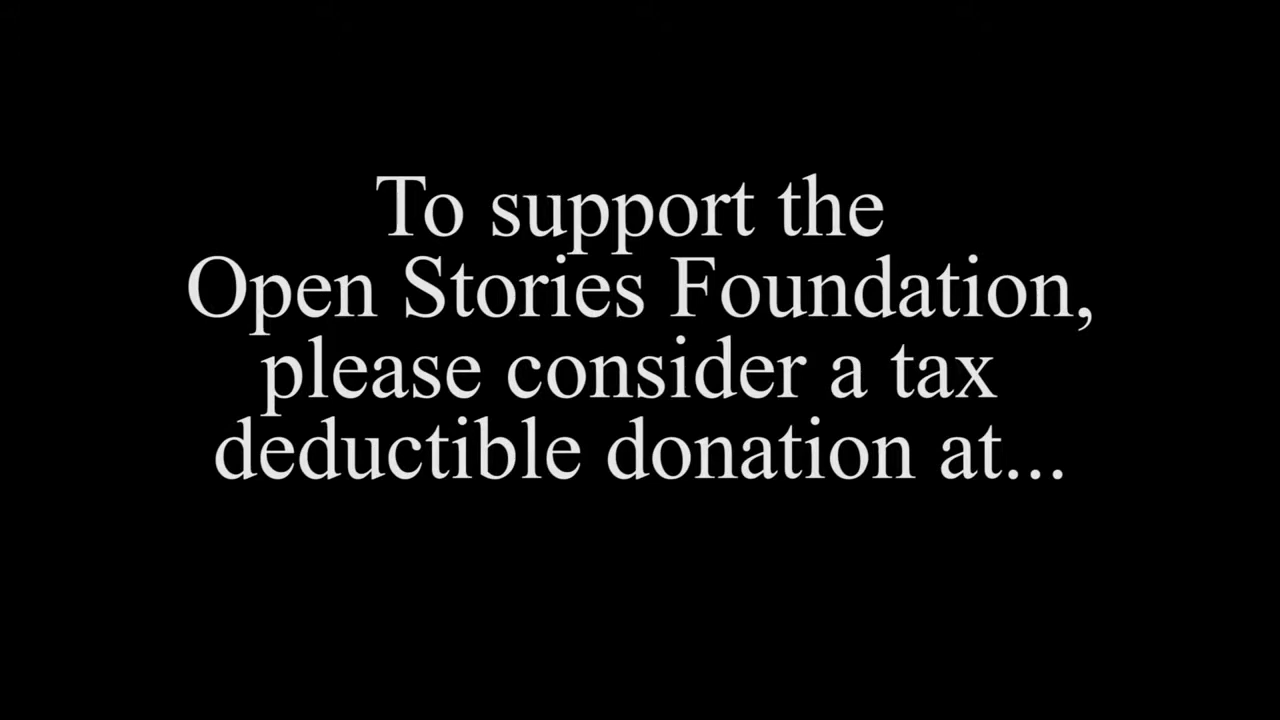 To support the
Open Stories Foundation,
please consider a tax
deductible donation at...